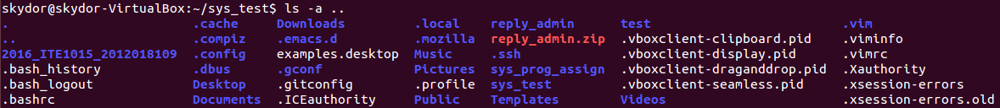 skydor@skydor-VirtualBox:~/sys_test$ ls -a ..
. .cache Downloads .local reply_admin test .vim
.. .compiz .emacs.d .mozilla reply_admin.zip .vboxclient-clipboard.pid .viminfo
2016_ITE1015_2012018109 .config examples.desktop Music .ssh .vboxclient-display.pid .vimrc
.bash_history .dbus .gconf Pictures sys_prog_assign .vboxclient-draganddrop.pid .Xauthority
.bash_logout Desktop .gitconfig .profile sys_test .vboxclient-seamless.pid .xsession-errors
.bashrc Documents .ICEauthority Public Templates Videos .xsession-errors.old